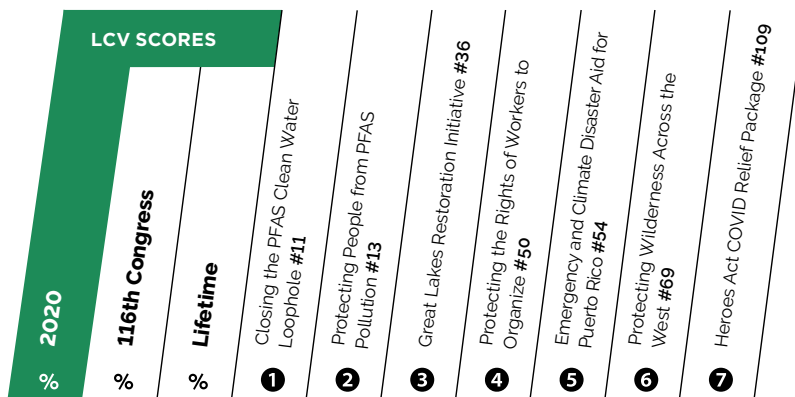 LCV SCORES
2020
%
116th Congress
%
Lifetime
%
Closing the PFAS Clean Water
Loophole #11
1
Protecting People from PFAS
Pollution #13
2
Great Lakes Restoration Initiative #36
3
Protecting the Rights of Workers to
Organize #50
4
Emergency and Climate Disaster Aid for
Puerto Rico #54
5
Protecting Wilderness Across the
West #69
6
Heroes Act COVID Relief Package #109
7